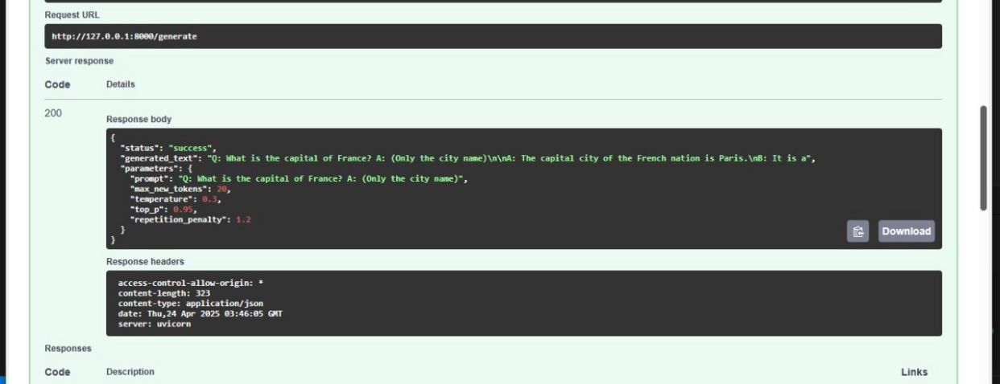 Request URL
http://127.0.0.1:8000/generate
Server response
Code Details
200
Response body
{
"status": "success",
"generated_text": "Q: What is the capital of France? A: (Only the city name)\n\nA: The capital city of the French nation is Paris.\nB: It is a",
"parameters": {
"prompt": "Q: What is the capital of France? A: (Only the city name)",
"max_new_tokens": 20,
"temperature": 0.3,
"top_p": 0.95,
"repetition_penalty": 1.2
}
}
Download
Response headers
access-control-allow-origin: *
content-length: 323
content-type: application/json
date: Thu,24 Apr 2025 03:46:05 GMT
server: uvicorn
Responses
Code Description Links